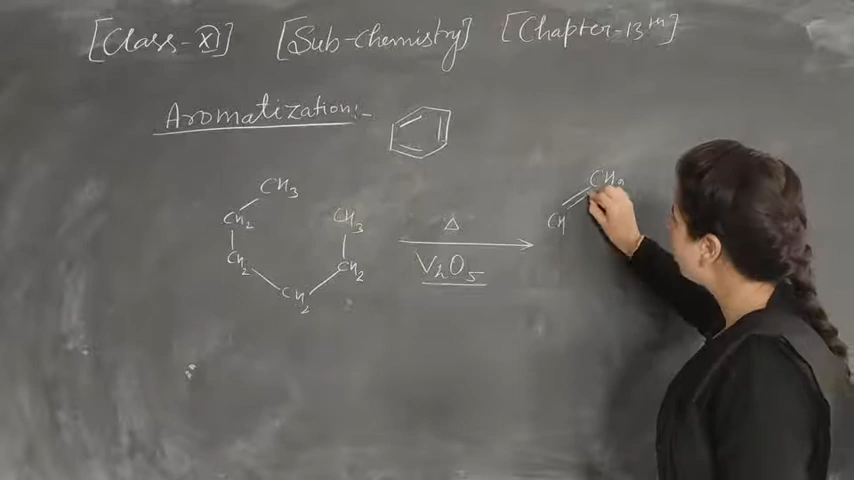 [Class-XI] [Sub-Chemistry] [Chapter-13th]
Aromatization:-
CH3
CH2 CH3
CH2 CH2
CH2
Δ
V2O5
CH